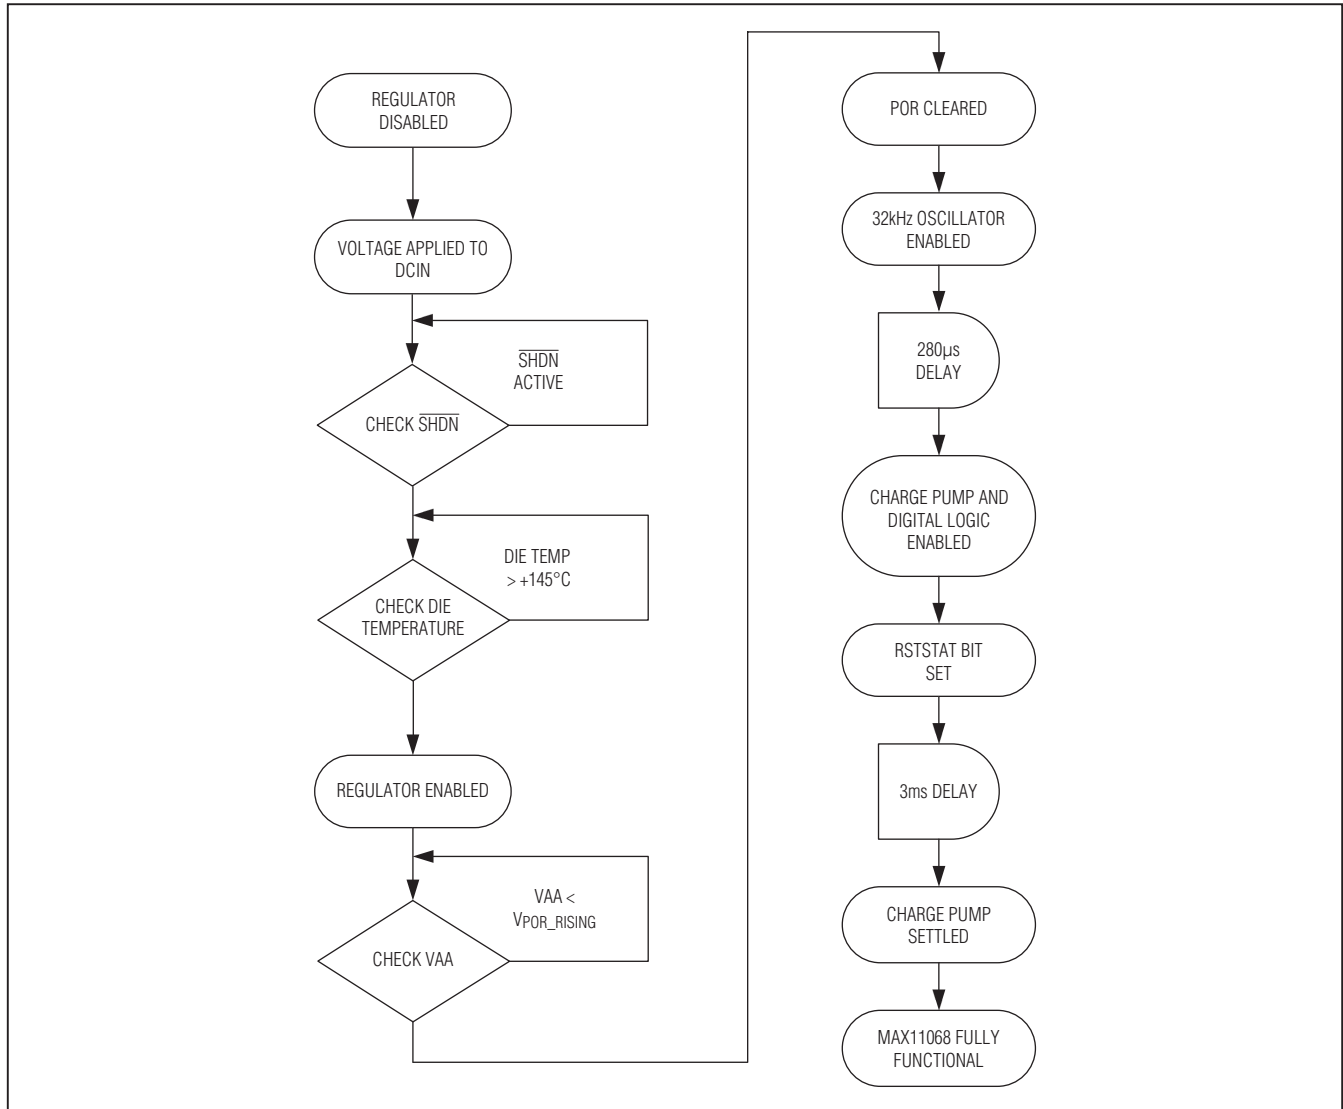 REGULATOR
DISABLED
VOLTAGE APPLIED TO
DCIN
SHDN
ACTIVE
CHECK SHDN
DIE TEMP
> +145°C
CHECK DIE
TEMPERATURE
REGULATOR ENABLED
VAA <
VPOR_RISING
CHECK VAA
POR CLEARED
32kHz OSCILLATOR
ENABLED
280µs
DELAY
CHARGE PUMP AND
DIGITAL LOGIC
ENABLED
RSTSTAT BIT
SET
3ms DELAY
CHARGE PUMP
SETTLED
MAX11068 FULLY
FUNCTIONAL